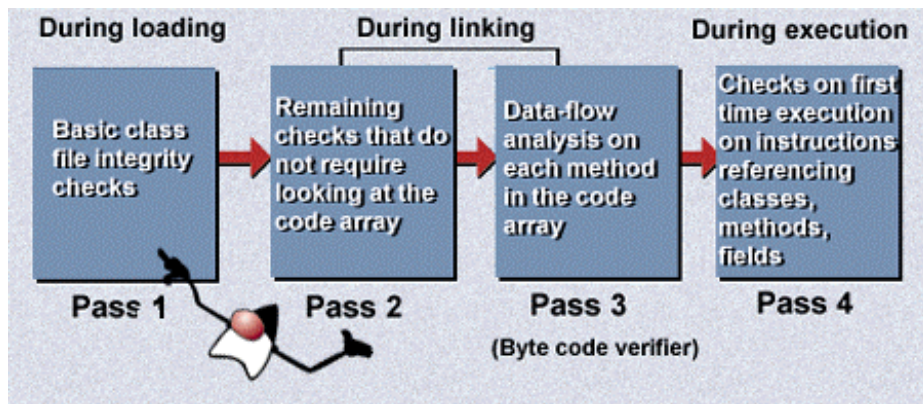 During loading
During linking
During execution
Basic class
file integrity
checks
Remaining
checks that do
not require
looking at the
code array
Data-flow
analysis on
each method
in the code
array
Checks on first
time execution
on instructions
referencing
classes,
methods,
fields
Pass 1
Pass 2
Pass 3
Pass 4
(Byte code verifier)